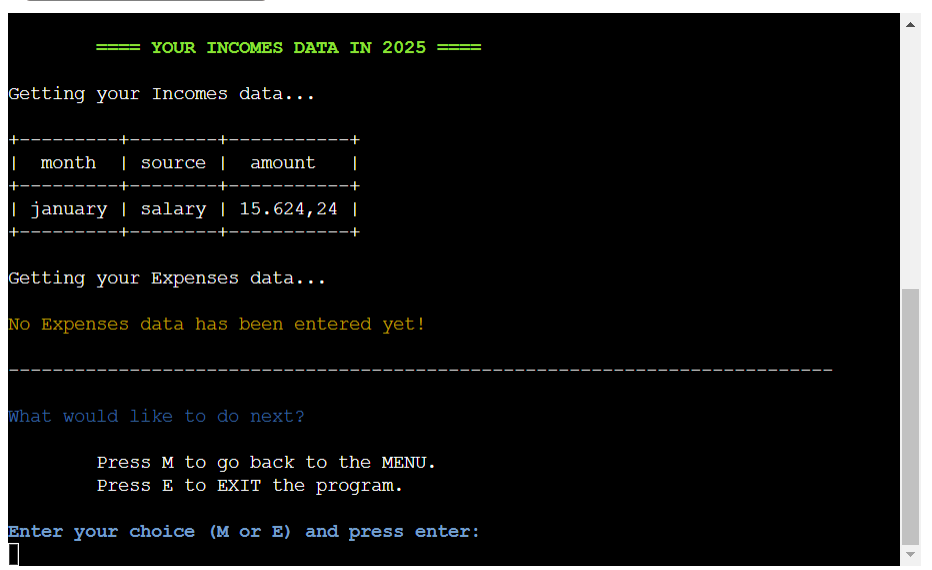 ==== YOUR INCOMES DATA IN 2025 ====
Getting your Incomes data...
+---------+--------+-----------+
|  month  | source |  amount   |
+---------+--------+-----------+
| january | salary | 15.624,24 |
+---------+--------+-----------+
Getting your Expenses data...
No Expenses data has been entered yet!
---------------------------------------------------------------------------
What would like to do next?
Press M to go back to the MENU.
Press E to EXIT the program.
Enter your choice (M or E) and press enter: